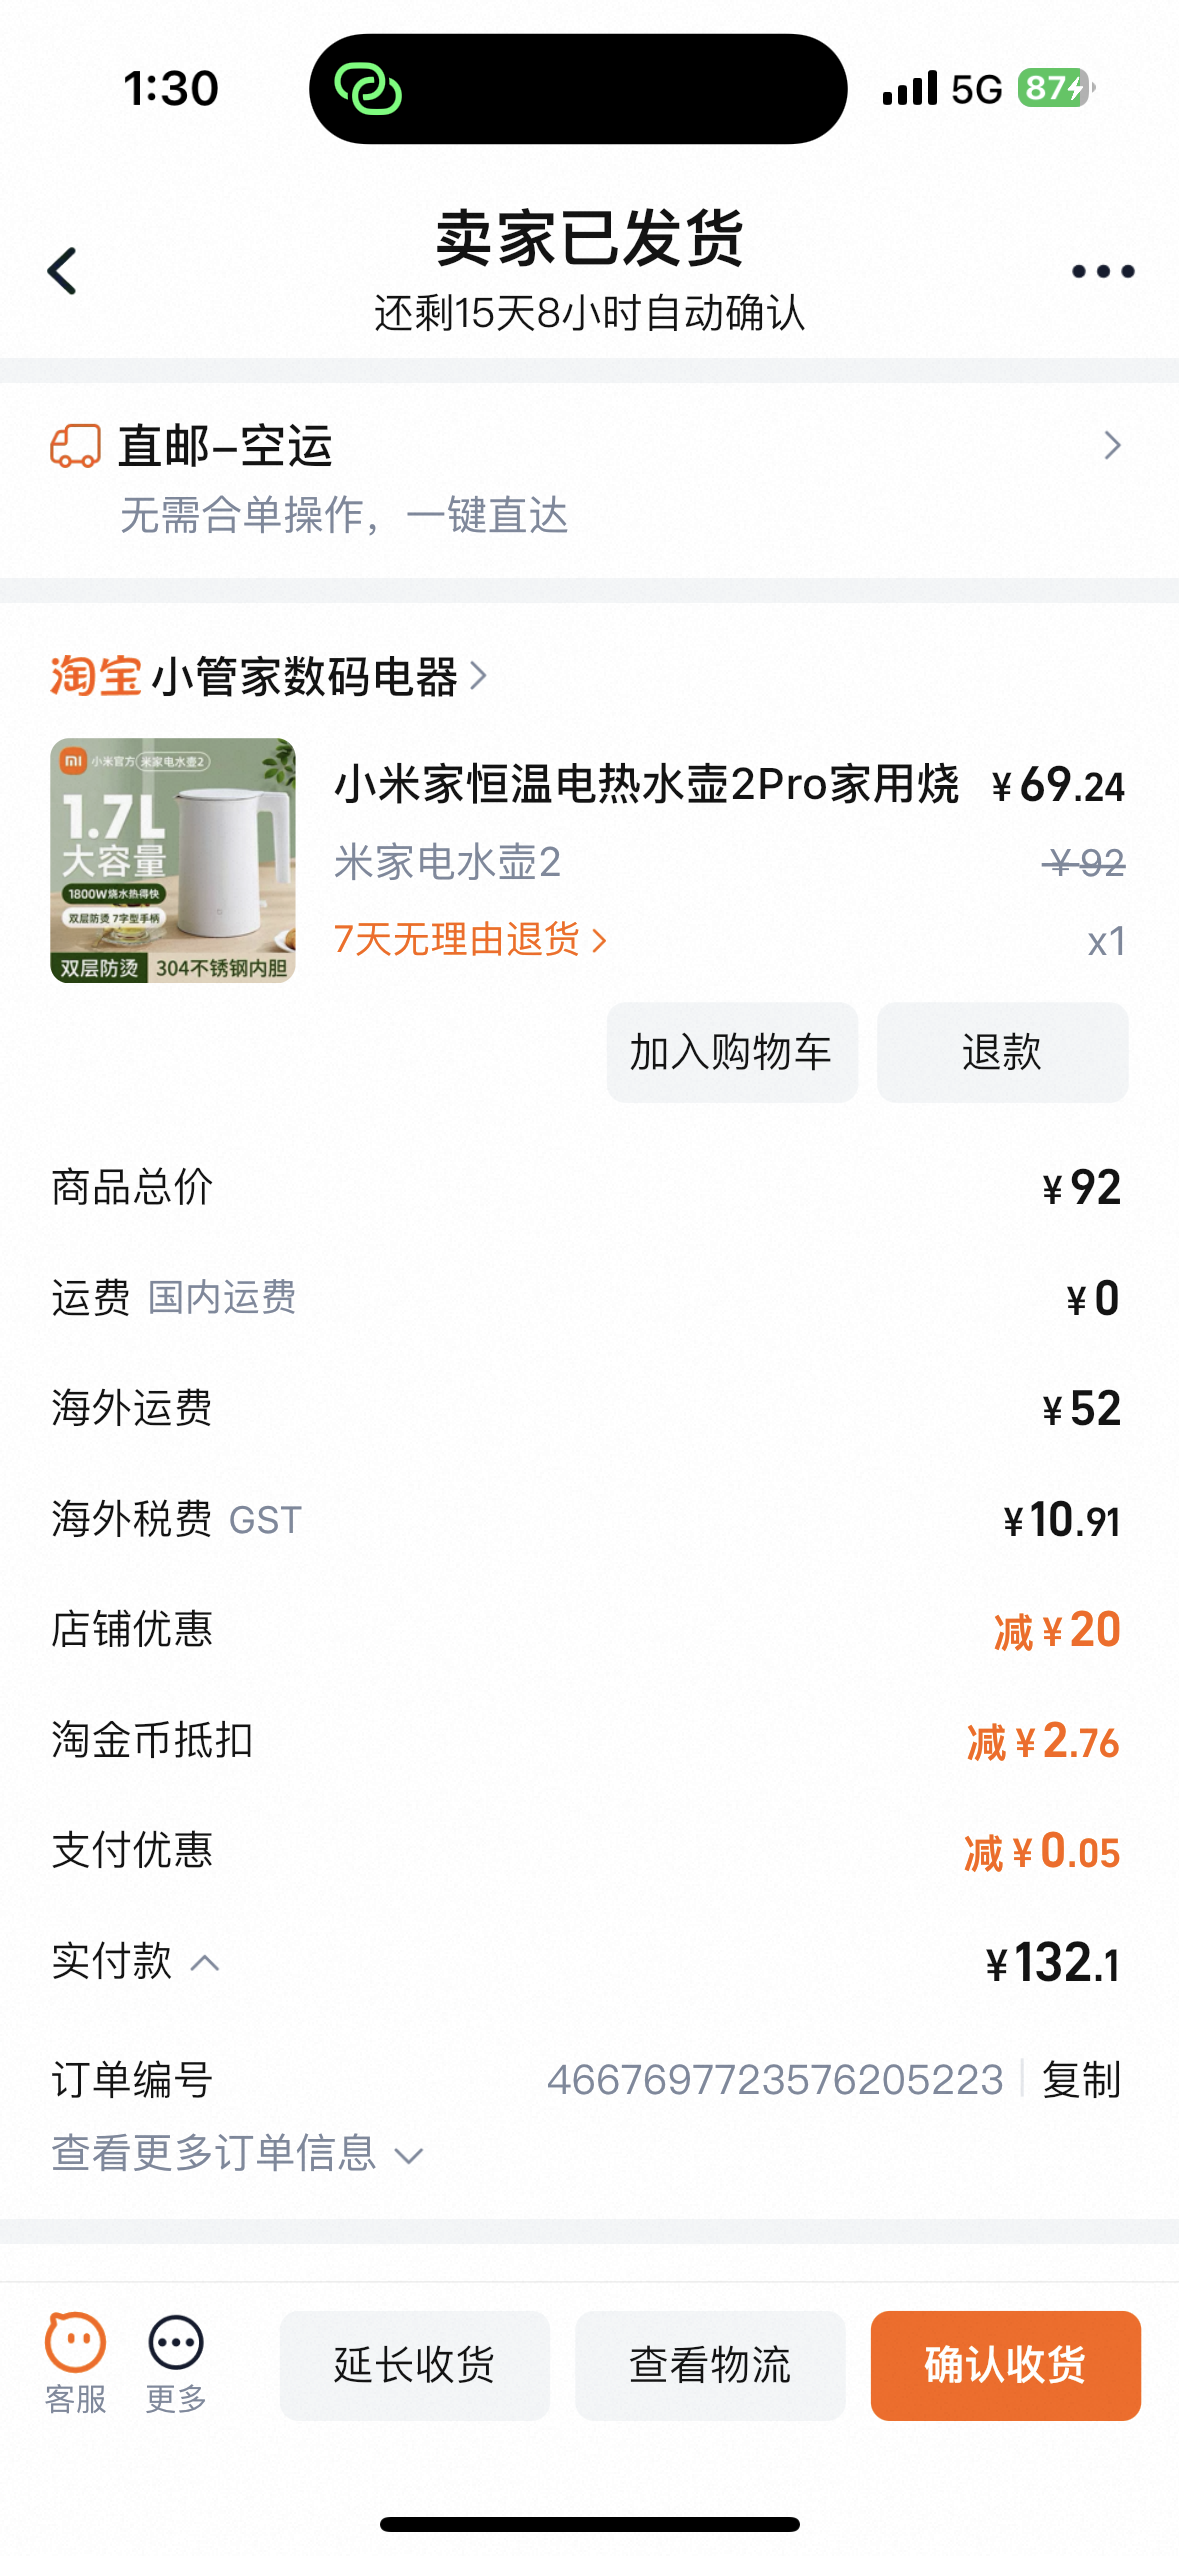 1:30
5G 87
卖家已发货
还剩15天8小时自动确认
直邮-空运
无需合单操作，一键直达
淘宝 小管家数码电器
小米官方 米家电水壶2
1.7L
大容量
1800W烧水热得快
双层防烫 7字型手柄
双层防烫 304不锈钢内胆
小米家恒温电热水壶2Pro家用烧 ¥69.24
米家电水壶2 ¥92
7天无理由退货 x1
加入购物车 退款
商品总价 ¥92
运费 国内运费 ¥0
海外运费 ¥52
海外税费 GST ¥10.91
店铺优惠 减¥20
淘金币抵扣 减¥2.76
支付优惠 减¥0.05
实付款 ¥132.1
订单编号 4667697723576205223 复制
查看更多订单信息
客服 更多 延长收货 查看物流 确认收货